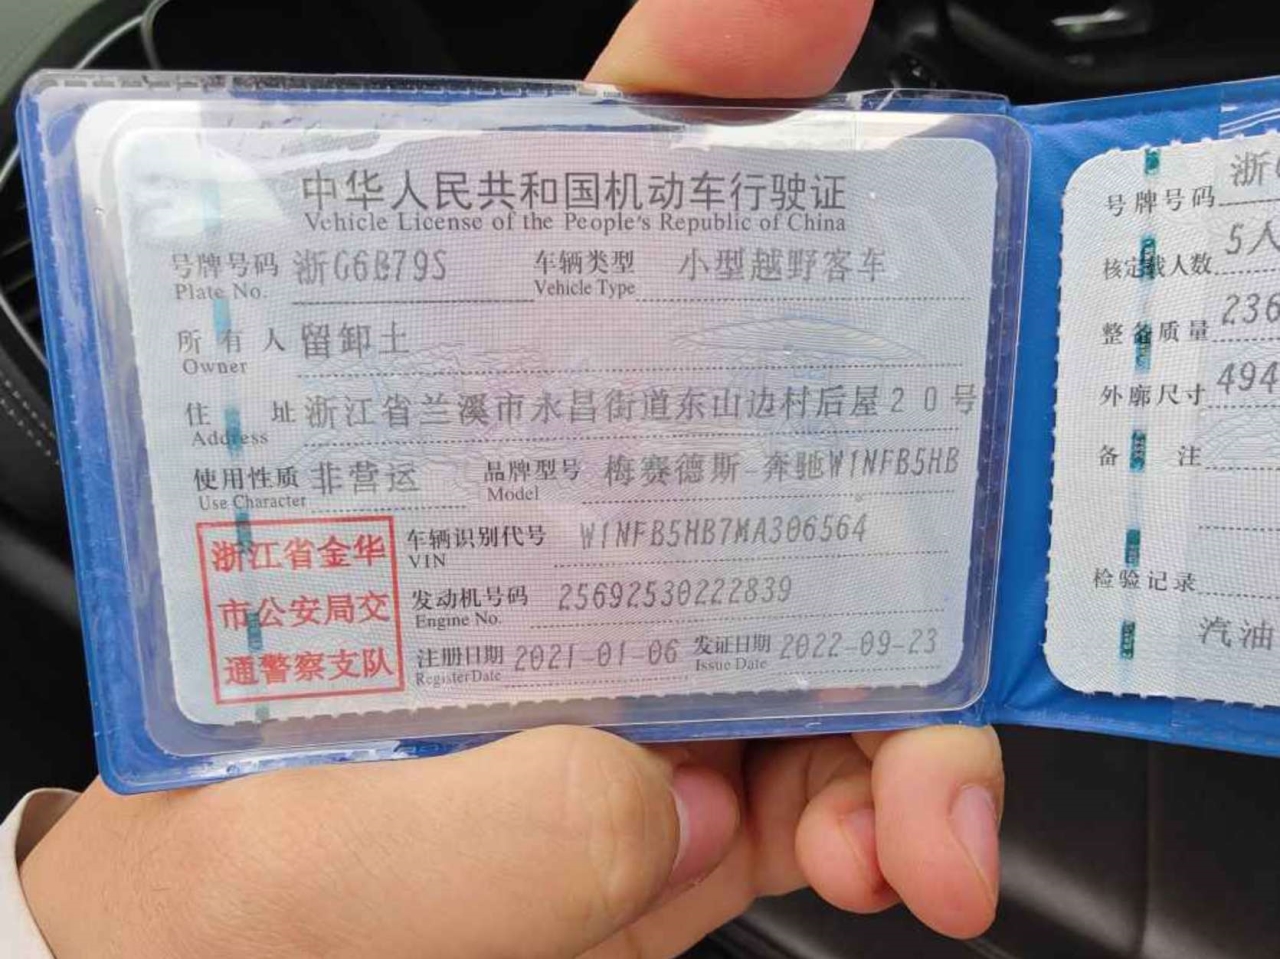 中华人民共和国机动车行驶证
Vehicle License of the People's Republic of China
号牌号码 浙G6B79S 车辆类型 小型越野客车
Plate No. Vehicle Type
所有人 留卸土
Owner
住址 浙江省兰溪市永昌街道东山边村后屋20号
Address
使用性质 非营运 品牌型号 梅赛德斯-奔驰W1NFB5HB
Use Character Model
浙江省金华
市公安局交
通警察支队
车辆识别代号 W1NFB5HB7MA306564
VIN
发动机号码 25692530222839
Engine No.
注册日期 2021-01-06 发证日期 2022-09-23
Register Date Issue Date
号牌号码 浙
核定载人数 5人
整备质量 236
外廓尺寸 494
备注
检验记录
汽油